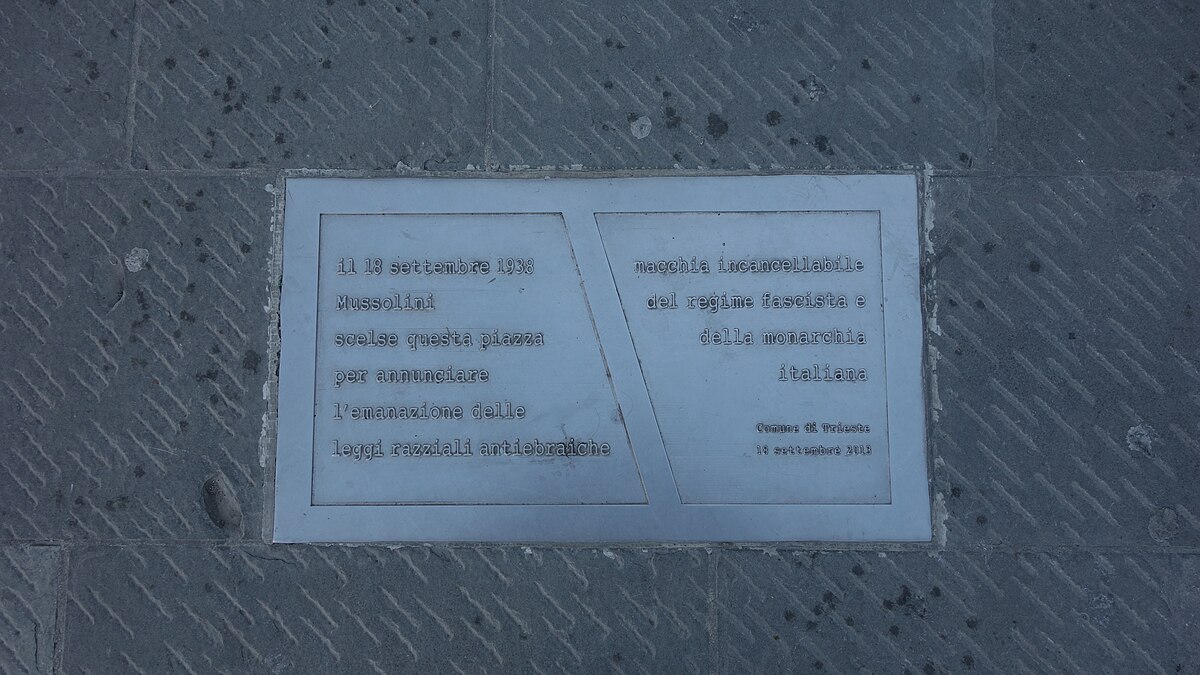 il 18 settembre 1938
Mussolini
scelse questa piazza
per annunciare
l'emanazione delle
leggi razziali antiebraiche
macchia incancellabile
del regime fascista e
della monarchia
italiana
Comune di Trieste
18 settembre 2013